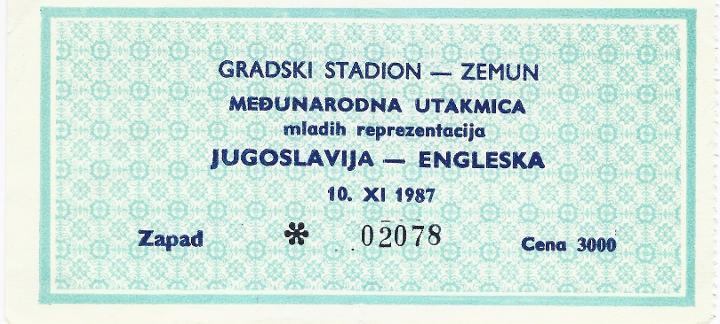 GRADSKI STADION — ZEMUN
MEĐUNARODNA UTAKMICA
mladih reprezentacija
JUGOSLAVIJA — ENGLESKA
10. XI 1987
Zapad * 02078 Cena 3000